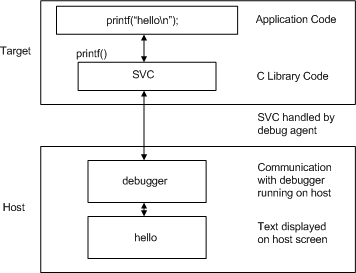 printf(“hello\n”);
Application Code
Target
printf()
SVC
C Library Code
SVC handled by
debug agent
debugger
Communication
with debugger
running on host
Host
hello
Text displayed
on host screen